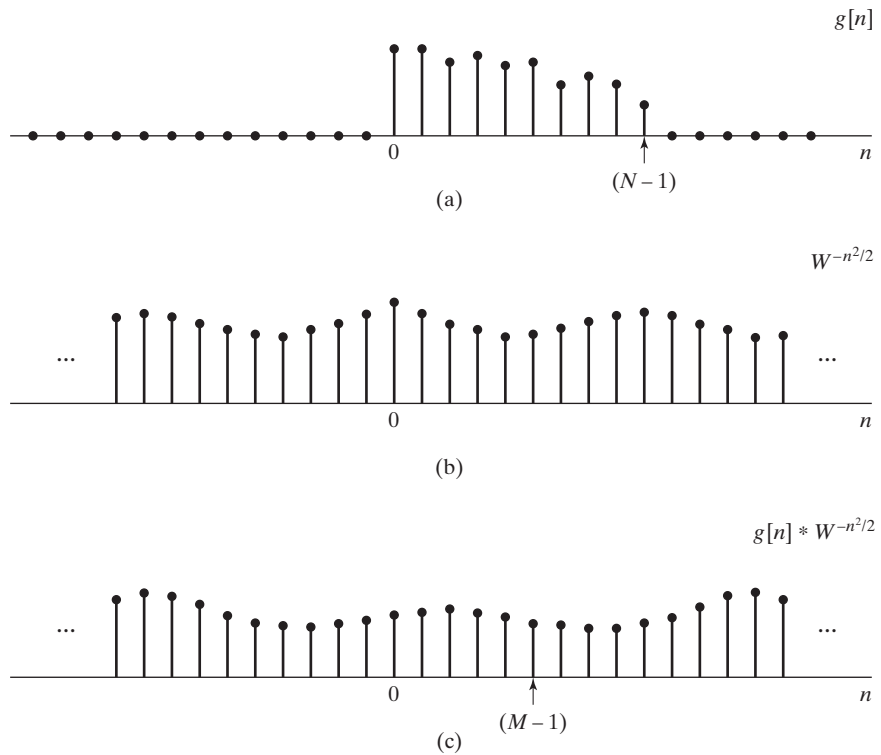 g[n]
0
n
(N – 1)
(a)
W^{–n²/2}
...
...
0
n
(b)
g[n] * W^{–n²/2}
...
...
0
n
(M – 1)
(c)